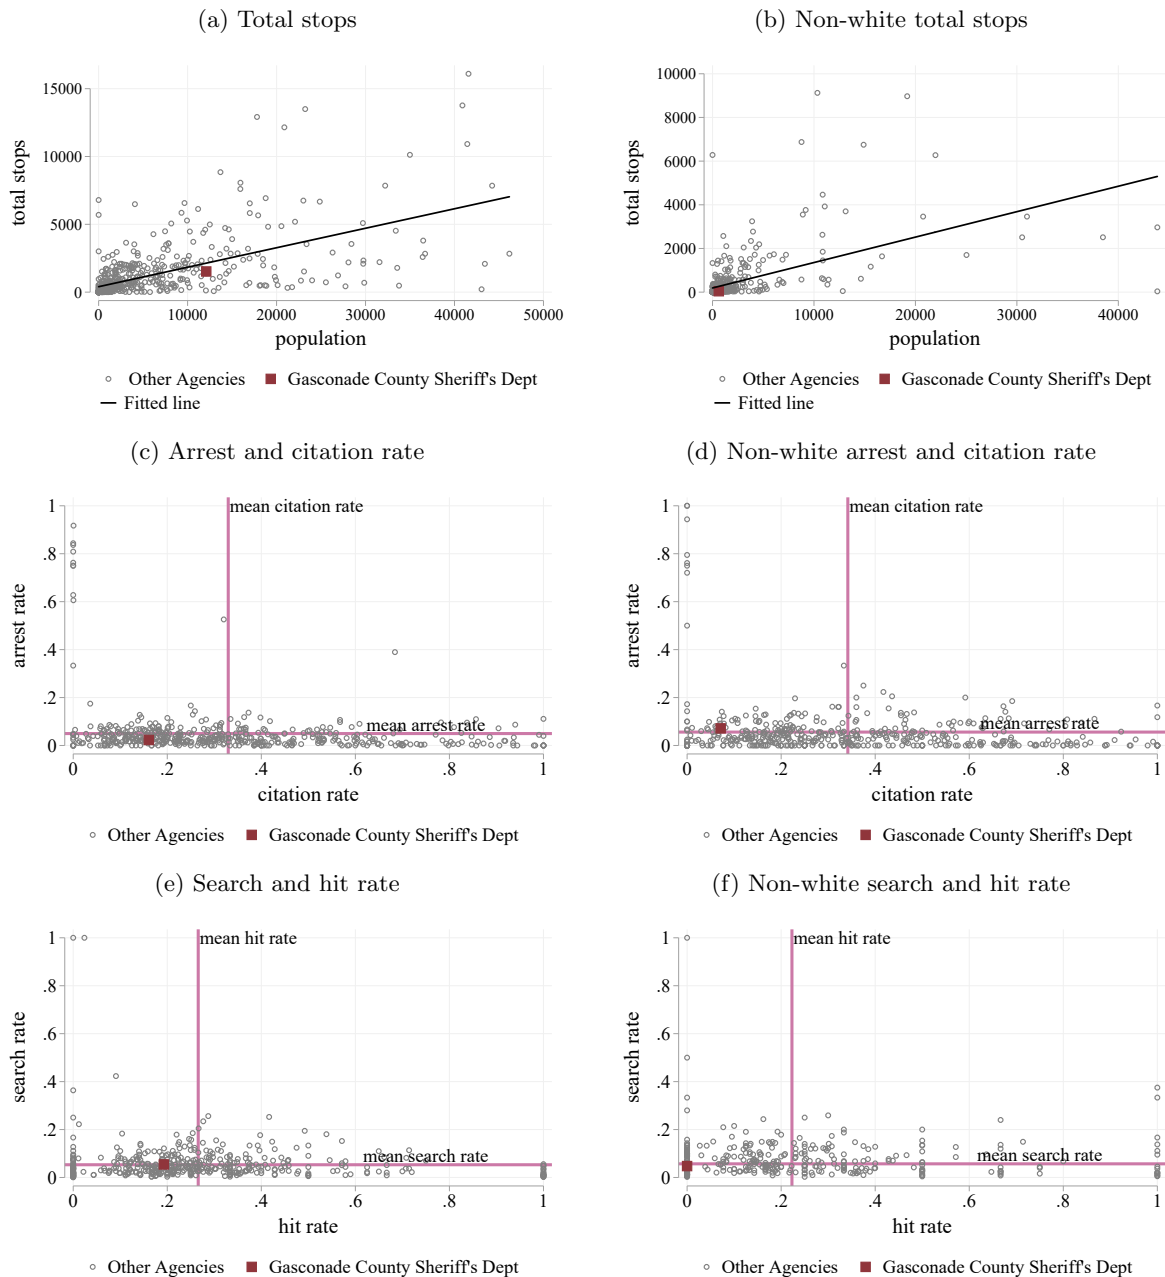 (a) Total stops
(b) Non-white total stops
total stops
15000
10000
5000
0
0 10000 20000 30000 40000 50000
population
Other Agencies Gasconade County Sheriff's Dept
Fitted line
total stops
10000
8000
6000
4000
2000
0
0 10000 20000 30000 40000
population
Other Agencies Gasconade County Sheriff's Dept
Fitted line
(c) Arrest and citation rate
(d) Non-white arrest and citation rate
arrest rate
1
.8
.6
.4
.2
0
mean citation rate
mean arrest rate
0 .2 .4 .6 .8 1
citation rate
Other Agencies Gasconade County Sheriff's Dept
arrest rate
1
.8
.6
.4
.2
0
mean citation rate
mean arrest rate
0 .2 .4 .6 .8 1
citation rate
Other Agencies Gasconade County Sheriff's Dept
(e) Search and hit rate
(f) Non-white search and hit rate
search rate
1
.8
.6
.4
.2
0
mean hit rate
mean search rate
0 .2 .4 .6 .8 1
hit rate
Other Agencies Gasconade County Sheriff's Dept
search rate
1
.8
.6
.4
.2
0
mean hit rate
mean search rate
0 .2 .4 .6 .8 1
hit rate
Other Agencies Gasconade County Sheriff's Dept